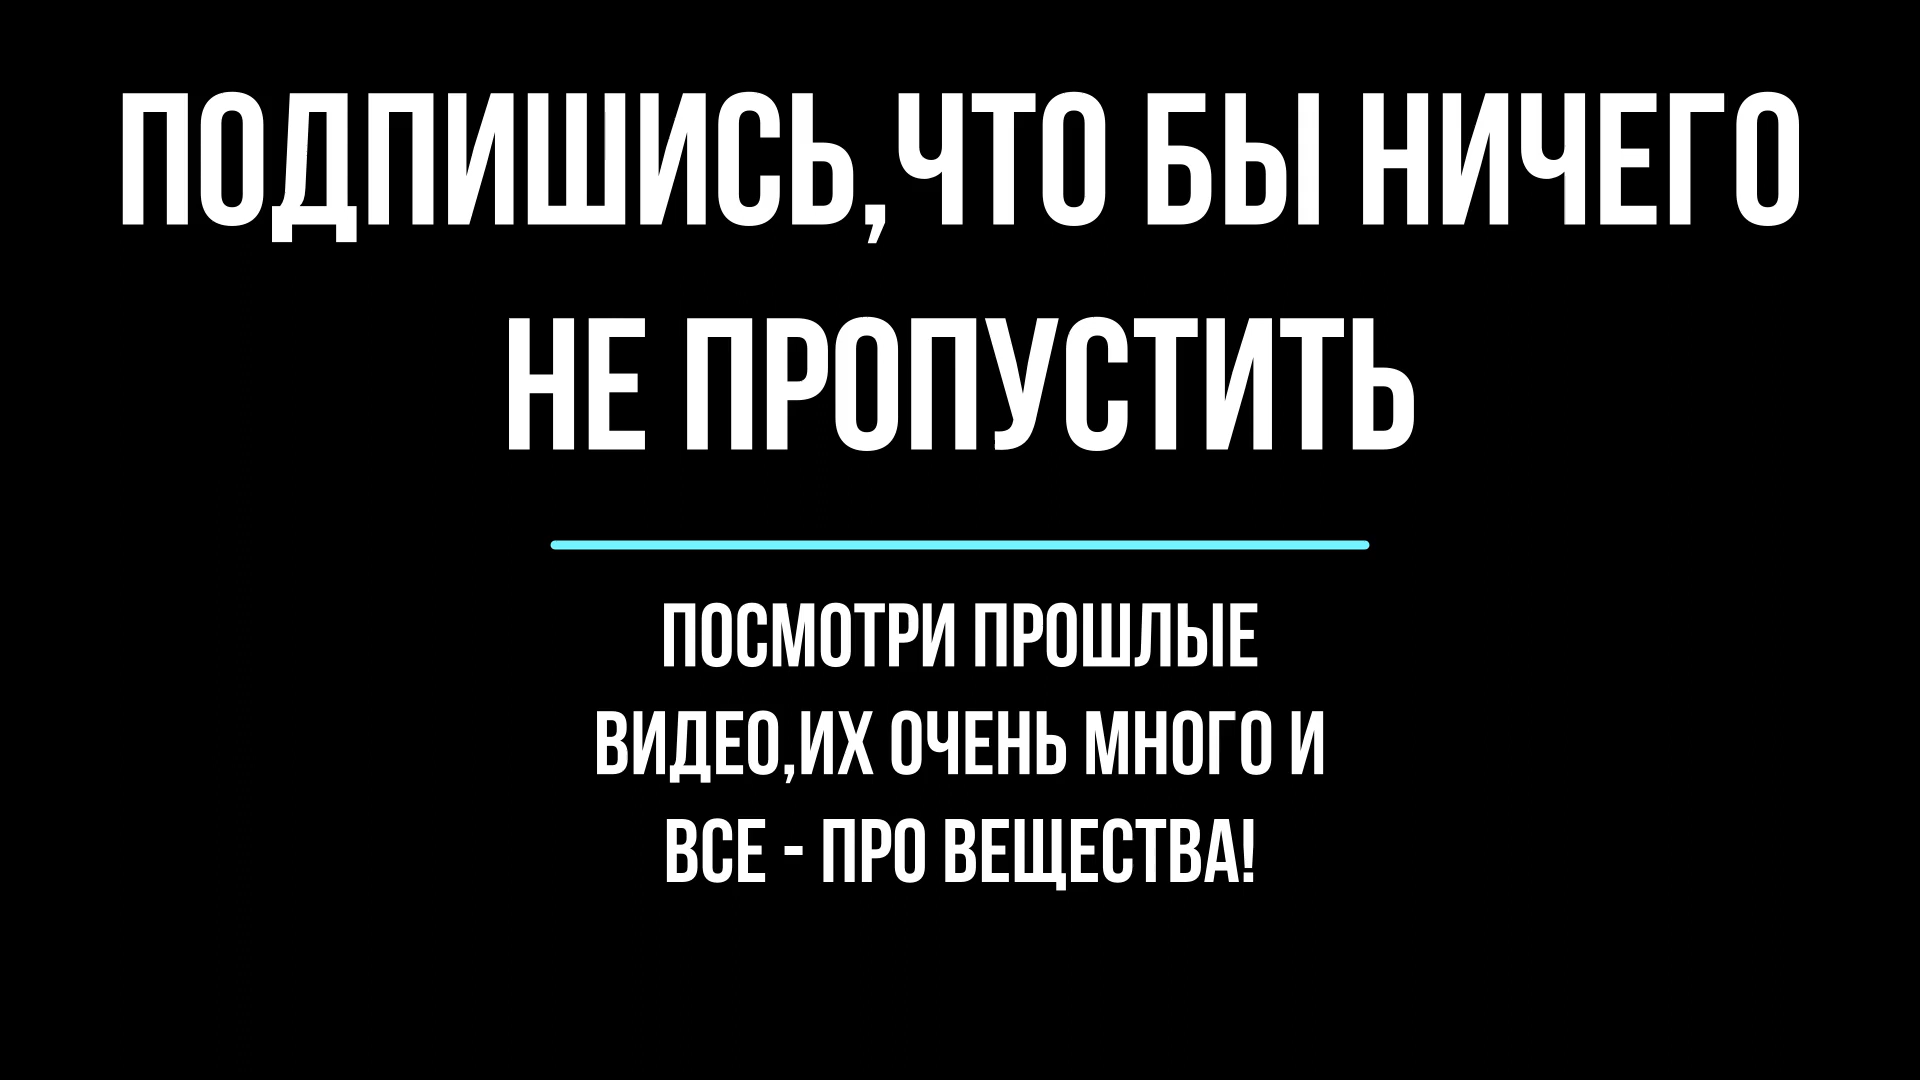 ПОДПИШИСЬ,ЧТО БЫ НИЧЕГО
НЕ ПРОПУСТИТЬ
ПОСМОТРИ ПРОШЛЫЕ
ВИДЕО,ИХ ОЧЕНЬ МНОГО И
ВСЕ - ПРО ВЕЩЕСТВА!